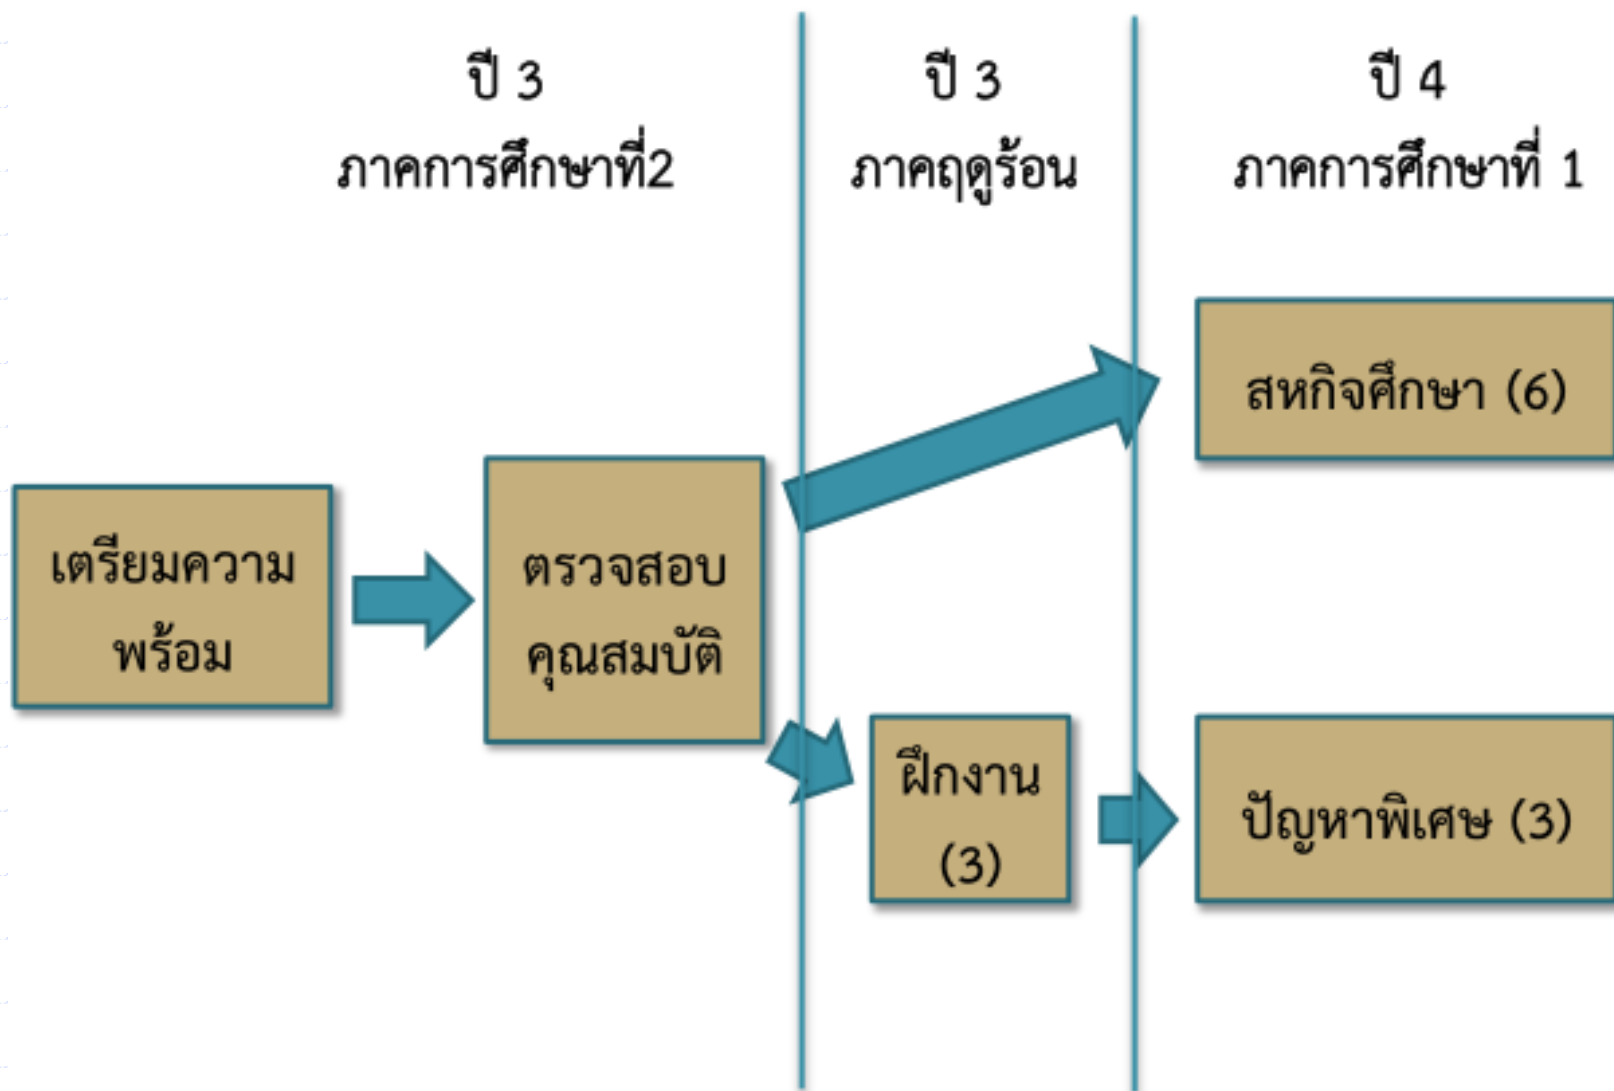 ปี 3
ภาคการศึกษาที่2
ปี 3
ภาคฤดูร้อน
ปี 4
ภาคการศึกษาที่ 1
สหกิจศึกษา (6)
เตรียมความ
พร้อม
ตรวจสอบ
คุณสมบัติ
ฝึกงาน
(3)
ปัญหาพิเศษ (3)